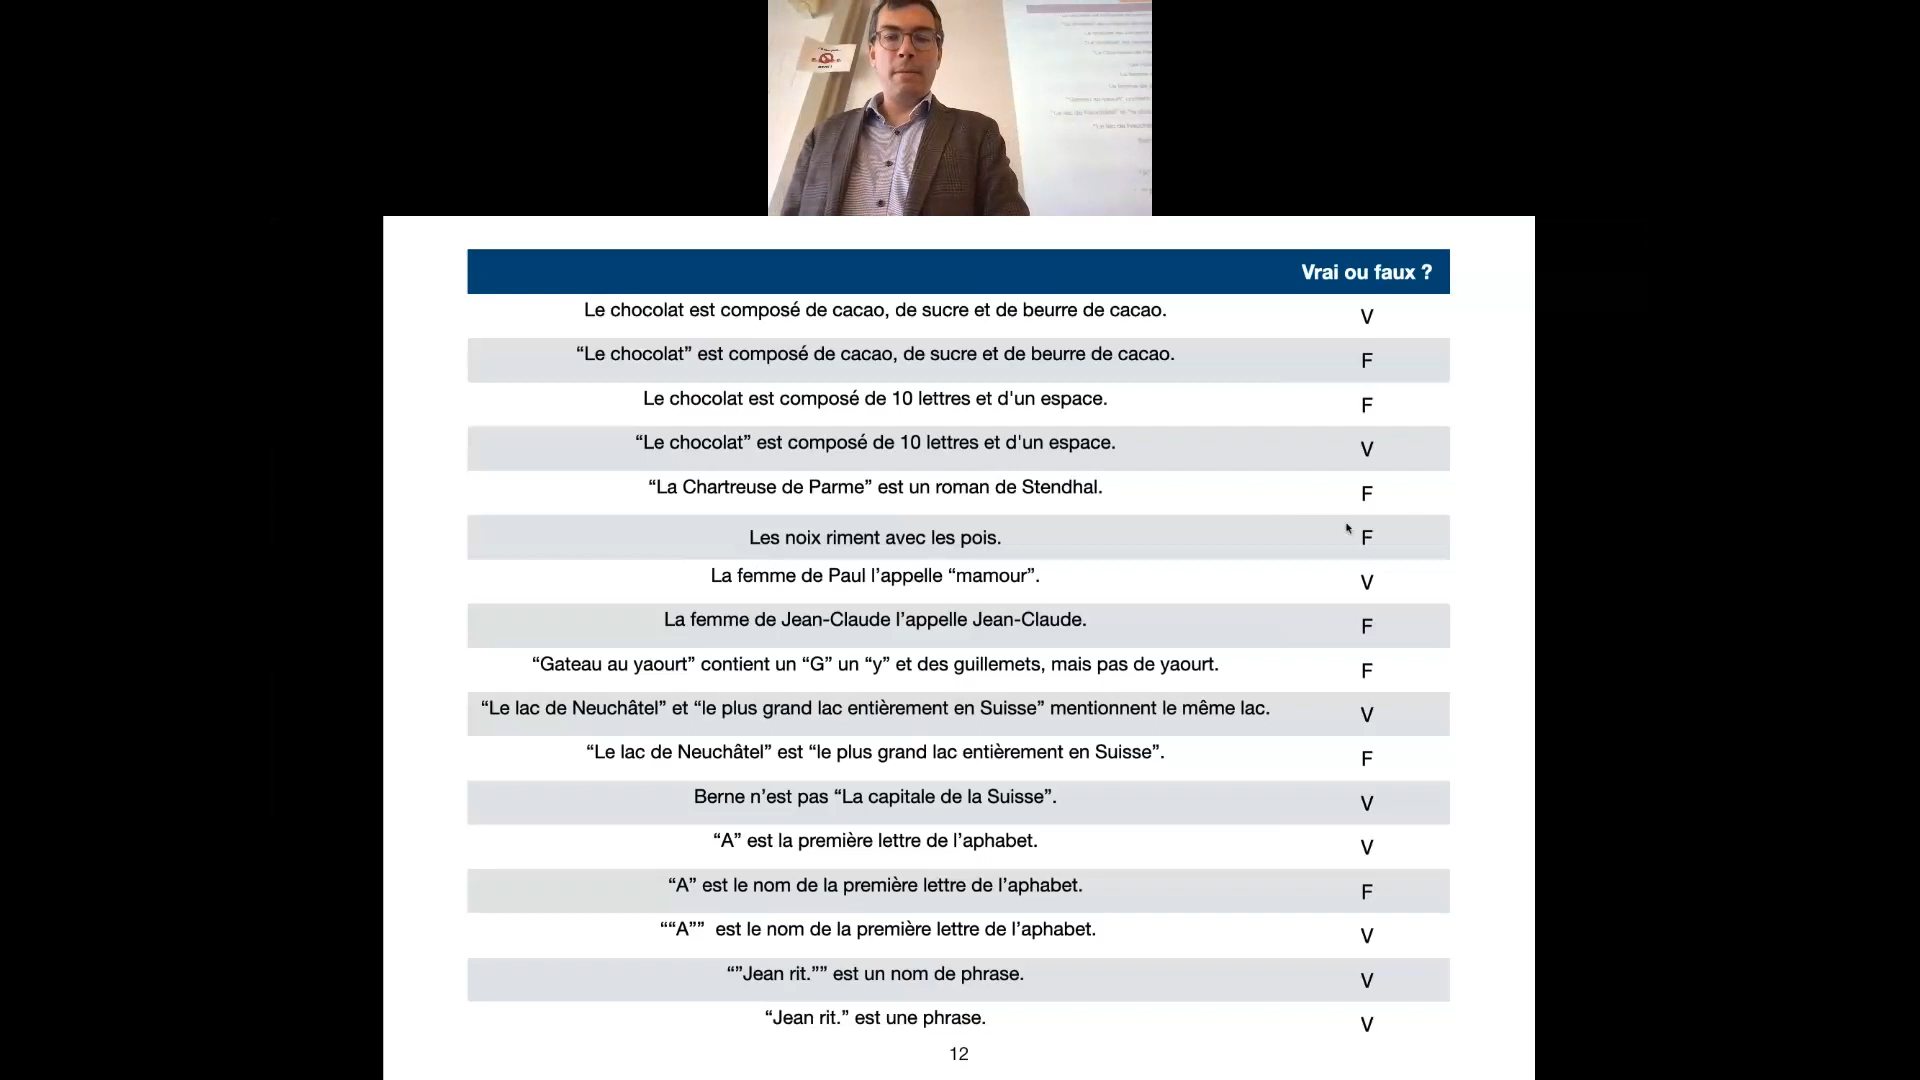 Vrai ou faux ?
Le chocolat est composé de cacao, de sucre et de beurre de cacao. V
“Le chocolat” est composé de cacao, de sucre et de beurre de cacao. F
Le chocolat est composé de 10 lettres et d'un espace. F
“Le chocolat” est composé de 10 lettres et d'un espace. V
“La Chartreuse de Parme” est un roman de Stendhal. F
Les noix riment avec les pois. F
La femme de Paul l’appelle “mamour”. V
La femme de Jean-Claude l’appelle Jean-Claude. F
“Gateau au yaourt” contient un “G” un “y” et des guillemets, mais pas de yaourt. F
“Le lac de Neuchâtel” et “le plus grand lac entièrement en Suisse” mentionnent le même lac. V
“Le lac de Neuchâtel” est “le plus grand lac entièrement en Suisse”. F
Berne n’est pas “La capitale de la Suisse”. V
“A” est la première lettre de l’aphabet. V
“A” est le nom de la première lettre de l’aphabet. F
““A”” est le nom de la première lettre de l’aphabet. V
“”Jean rit.”” est un nom de phrase. V
“Jean rit.” est une phrase. V
12